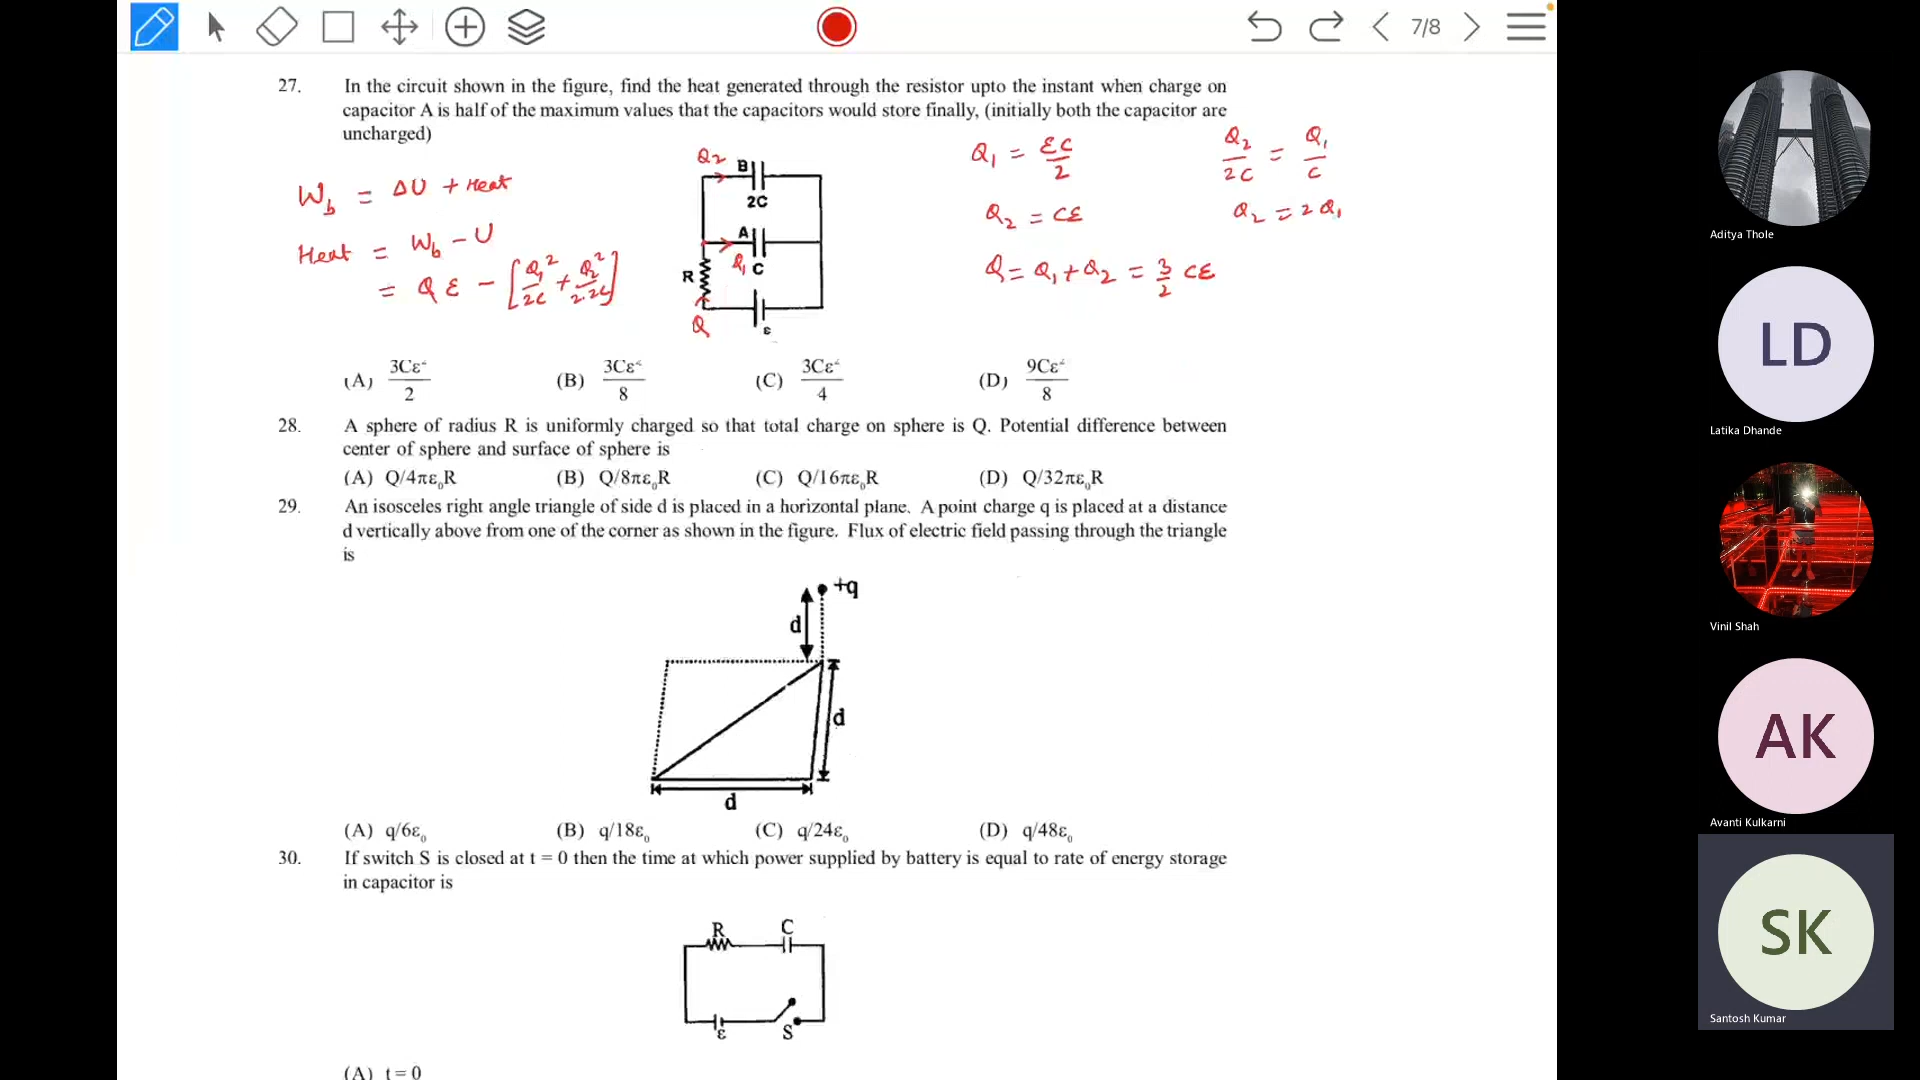 7/8
27. In the circuit shown in the figure, find the heat generated through the resistor upto the instant when charge on
capacitor A is half of the maximum values that the capacitors would store finally, (initially both the capacitor are
uncharged)
W_b = ΔU + Heat
Heat = W_b - U
= Qε - [Q₁²/2C + Q₂²/2.2C]
Q₂
B
2C
A
Q₁ C
R
Q
ε
Q₁ = εC/2
Q₂ = Cε
Q = Q₁ + Q₂ = 3/2 Cε
Q₂/2C = Q₁/C
Q₂ = 2Q₁
(A) 3Cε²/2 (B) 3Cε²/8 (C) 3Cε²/4 (D) 9Cε²/8
28. A sphere of radius R is uniformly charged so that total charge on sphere is Q. Potential difference between
center of sphere and surface of sphere is
(A) Q/4πε₀R (B) Q/8πε₀R (C) Q/16πε₀R (D) Q/32πε₀R
29. An isosceles right angle triangle of side d is placed in a horizontal plane. A point charge q is placed at a distance
d vertically above from one of the corner as shown in the figure. Flux of electric field passing through the triangle
is
+q
d
d
d
(A) q/6ε₀ (B) q/18ε₀ (C) q/24ε₀ (D) q/48ε₀
30. If switch S is closed at t = 0 then the time at which power supplied by battery is equal to rate of energy storage
in capacitor is
R C
ε S
(A) t = 0
Aditya Thole
LD
Latika Dhande
Vinil Shah
AK
Avanti Kulkarni
SK
Santosh Kumar